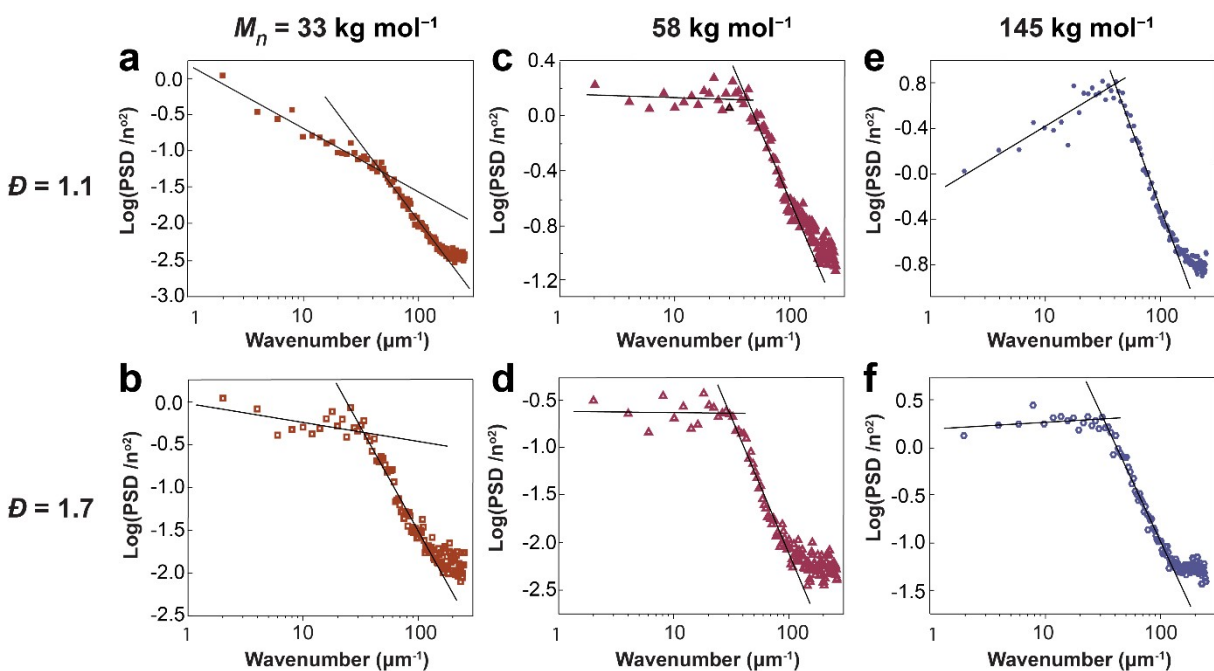 Mn = 33 kg mol⁻¹
58 kg mol⁻¹
145 kg mol⁻¹
Đ = 1.1
a
Log(PSD /nº²)
0.0
-0.5
-1.0
-1.5
-2.0
-2.5
-3.0
1
10
100
Wavenumber (µm⁻¹)
c
Log(PSD /nº²)
0.4
0.0
-0.4
-0.8
-1.2
1
10
100
Wavenumber (µm⁻¹)
e
Log(PSD /nº²)
0.8
-0.4
-0.0
-0.4
-0.8
1
10
100
Wavenumber (µm⁻¹)
Đ = 1.7
b
Log(PSD /nº²)
0.0
-0.5
-1.0
-1.5
-2.0
-2.5
1
10
100
Wavenumber (µm⁻¹)
d
Log(PSD /nº²)
-0.0
-0.5
-1.0
-1.5
-2.0
-2.5
1
10
100
Wavenumber (µm⁻¹)
f
Log(PSD /nº²)
0.5
0.0
-0.5
-1.0
-1.5
1
10
100
Wavenumber (µm⁻¹)